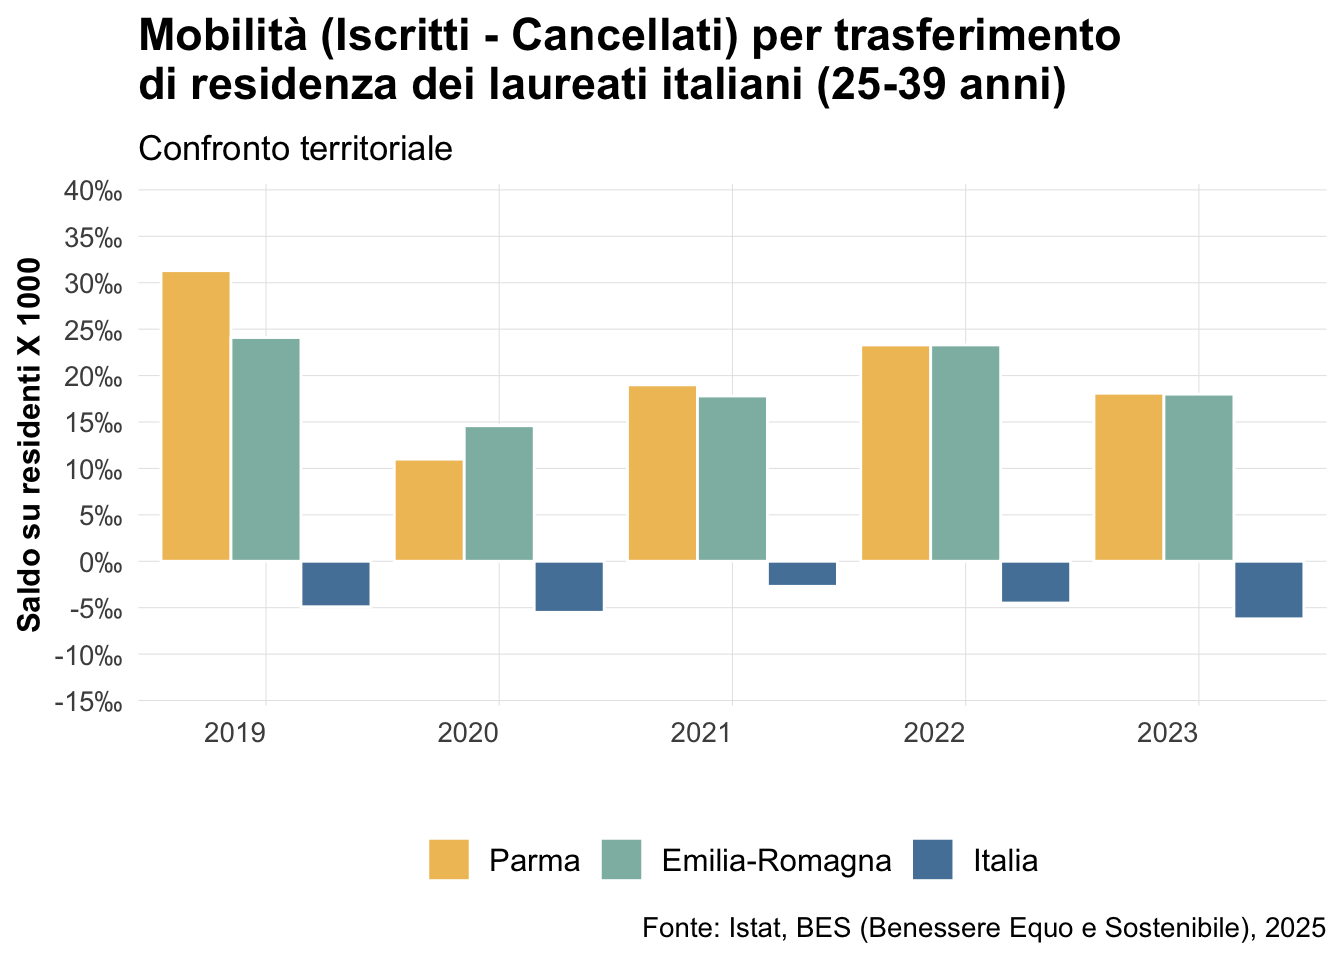 Mobilità (Iscritti - Cancellati) per trasferimento
di residenza dei laureati italiani (25-39 anni)
Confronto territoriale
Saldo su residenti X 1000
40‰
35‰
30‰
25‰
20‰
15‰
10‰
5‰
0‰
-5‰
-10‰
-15‰
2019 2020 2021 2022 2023
Parma Emilia-Romagna Italia
Fonte: Istat, BES (Benessere Equo e Sostenibile), 2025